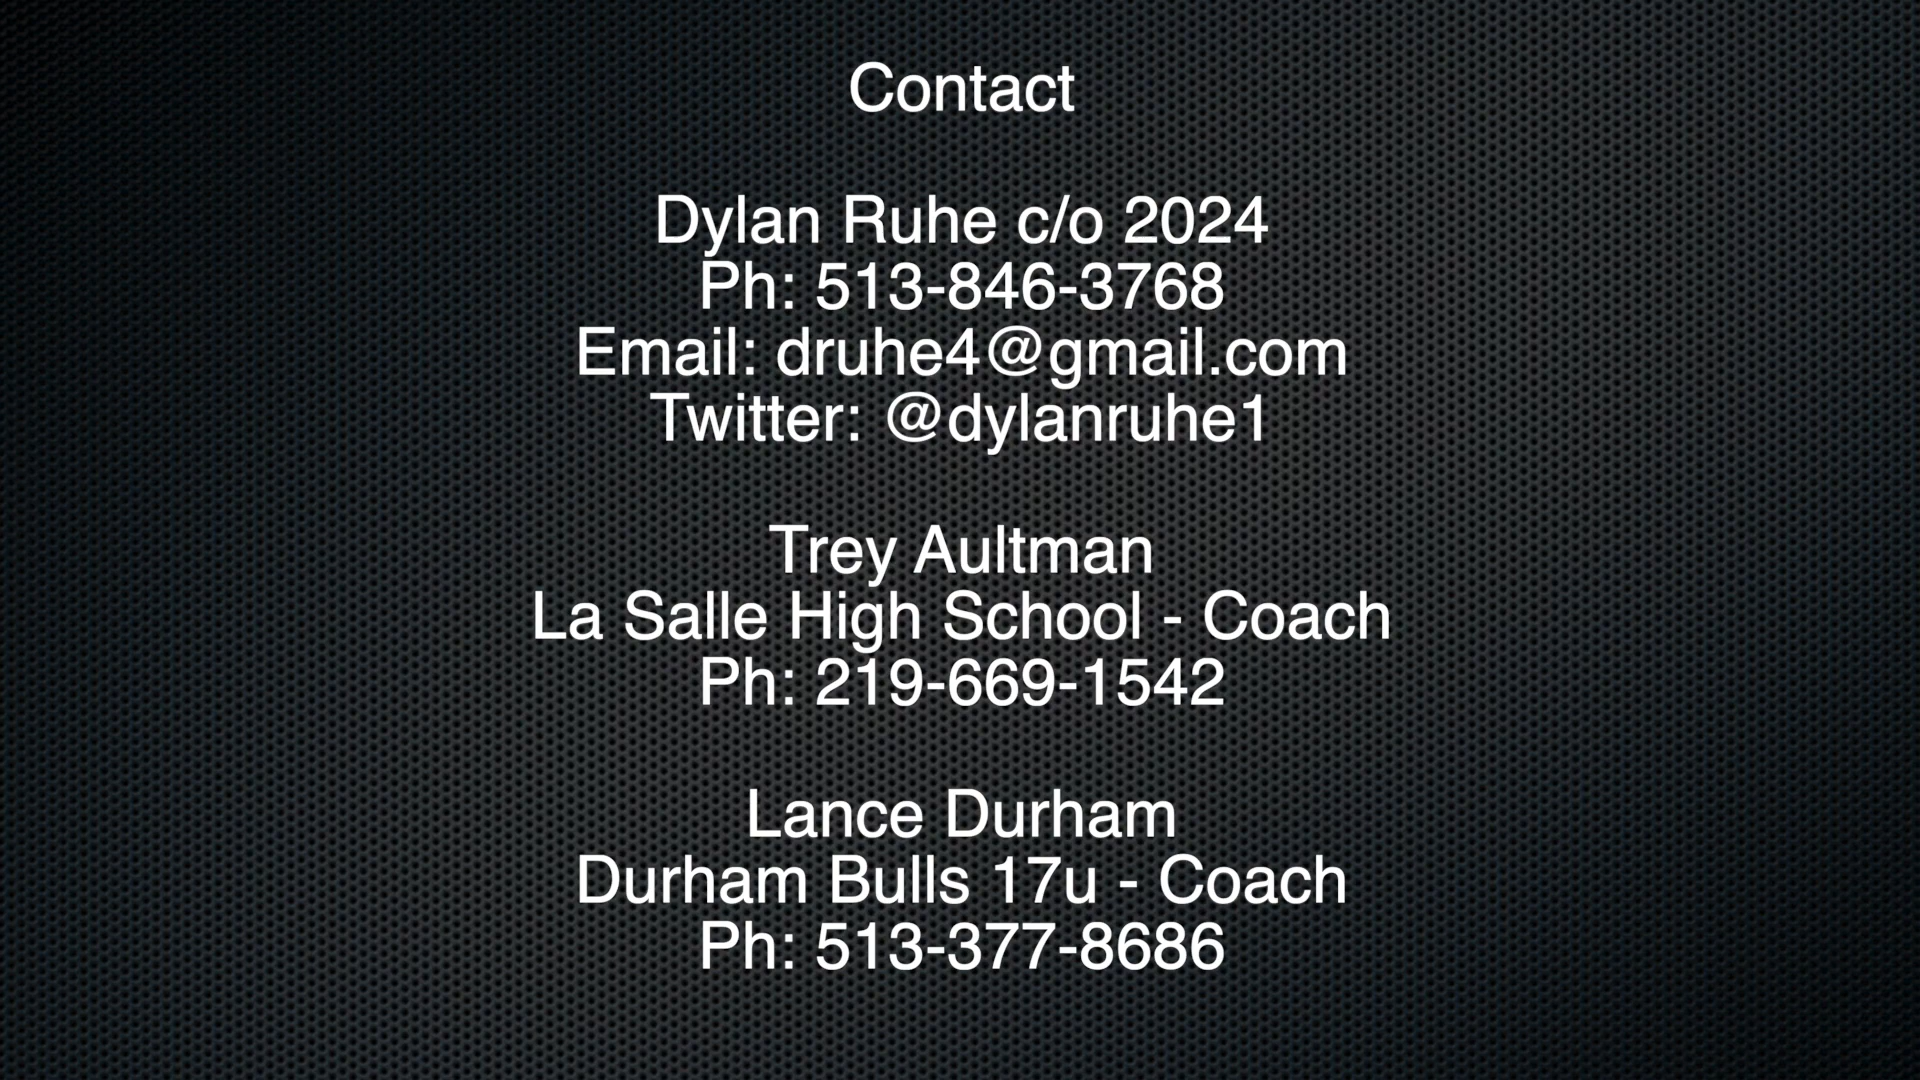 Contact
Dylan Ruhe c/o 2024
Ph: 513-846-3768
Email: druhe4@gmail.com
Twitter: @dylanruhe1
Trey Aultman
La Salle High School - Coach
Ph: 219-669-1542
Lance Durham
Durham Bulls 17u - Coach
Ph: 513-377-8686